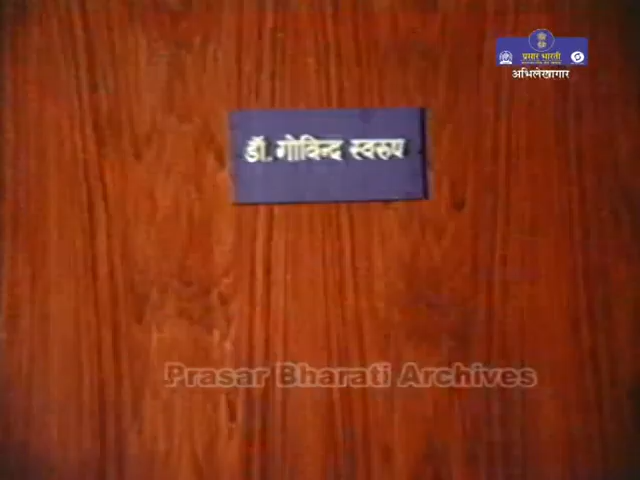 प्रसार भारती
अभिलेखागार
डॉ. गोविन्द स्वरुप
Prasar Bharati Archives